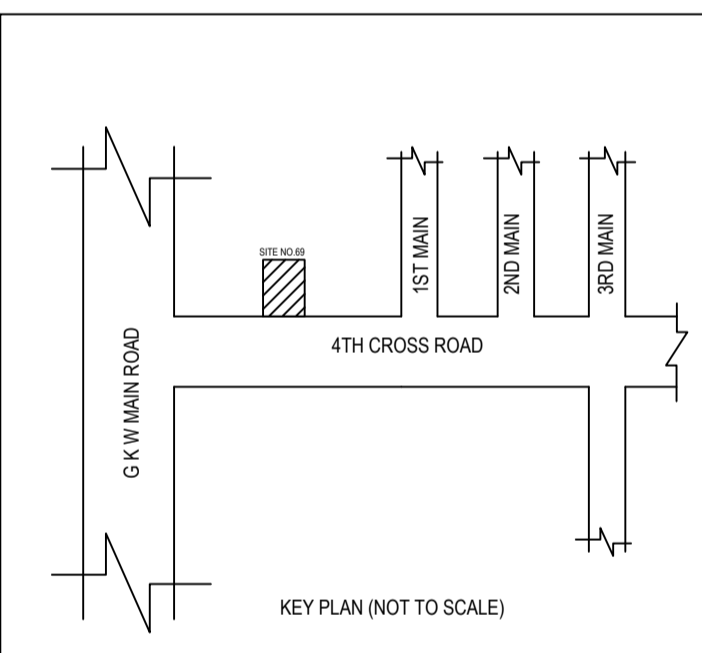 SITE NO.69
1ST MAIN
2ND MAIN
3RD MAIN
4TH CROSS ROAD
G K W MAIN ROAD
KEY PLAN (NOT TO SCALE)